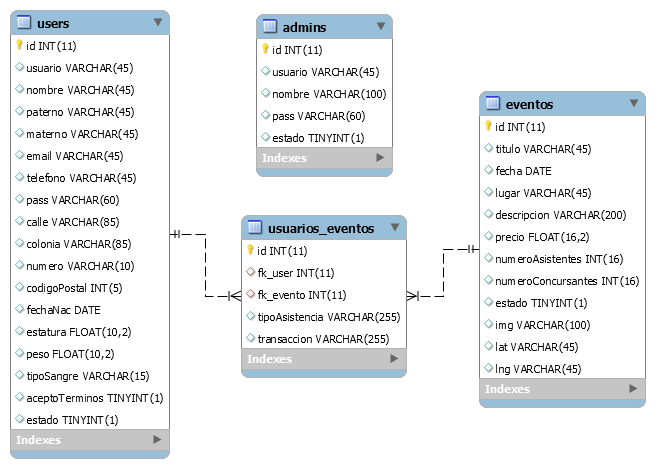 users
id INT(11)
usuario VARCHAR(45)
nombre VARCHAR(45)
paterno VARCHAR(45)
materno VARCHAR(45)
email VARCHAR(45)
telefono VARCHAR(45)
pass VARCHAR(60)
calle VARCHAR(85)
colonia VARCHAR(85)
numero VARCHAR(10)
codigoPostal INT(5)
fechaNac DATE
estatura FLOAT(10,2)
peso FLOAT(10,2)
tipoSangre VARCHAR(15)
aceptoTerminos TINYINT(1)
estado TINYINT(1)
Indexes
admins
id INT(11)
usuario VARCHAR(45)
nombre VARCHAR(100)
pass VARCHAR(60)
estado TINYINT(1)
Indexes
usuarios_eventos
id INT(11)
fk_user INT(11)
fk_evento INT(11)
tipoAsistencia VARCHAR(255)
transaccion VARCHAR(255)
Indexes
eventos
id INT(11)
titulo VARCHAR(45)
fecha DATE
lugar VARCHAR(45)
descripcion VARCHAR(200)
precio FLOAT(16,2)
numeroAsistentes INT(16)
numeroConcursantes INT(16)
estado TINYINT(1)
img VARCHAR(100)
lat VARCHAR(45)
lng VARCHAR(45)
Indexes